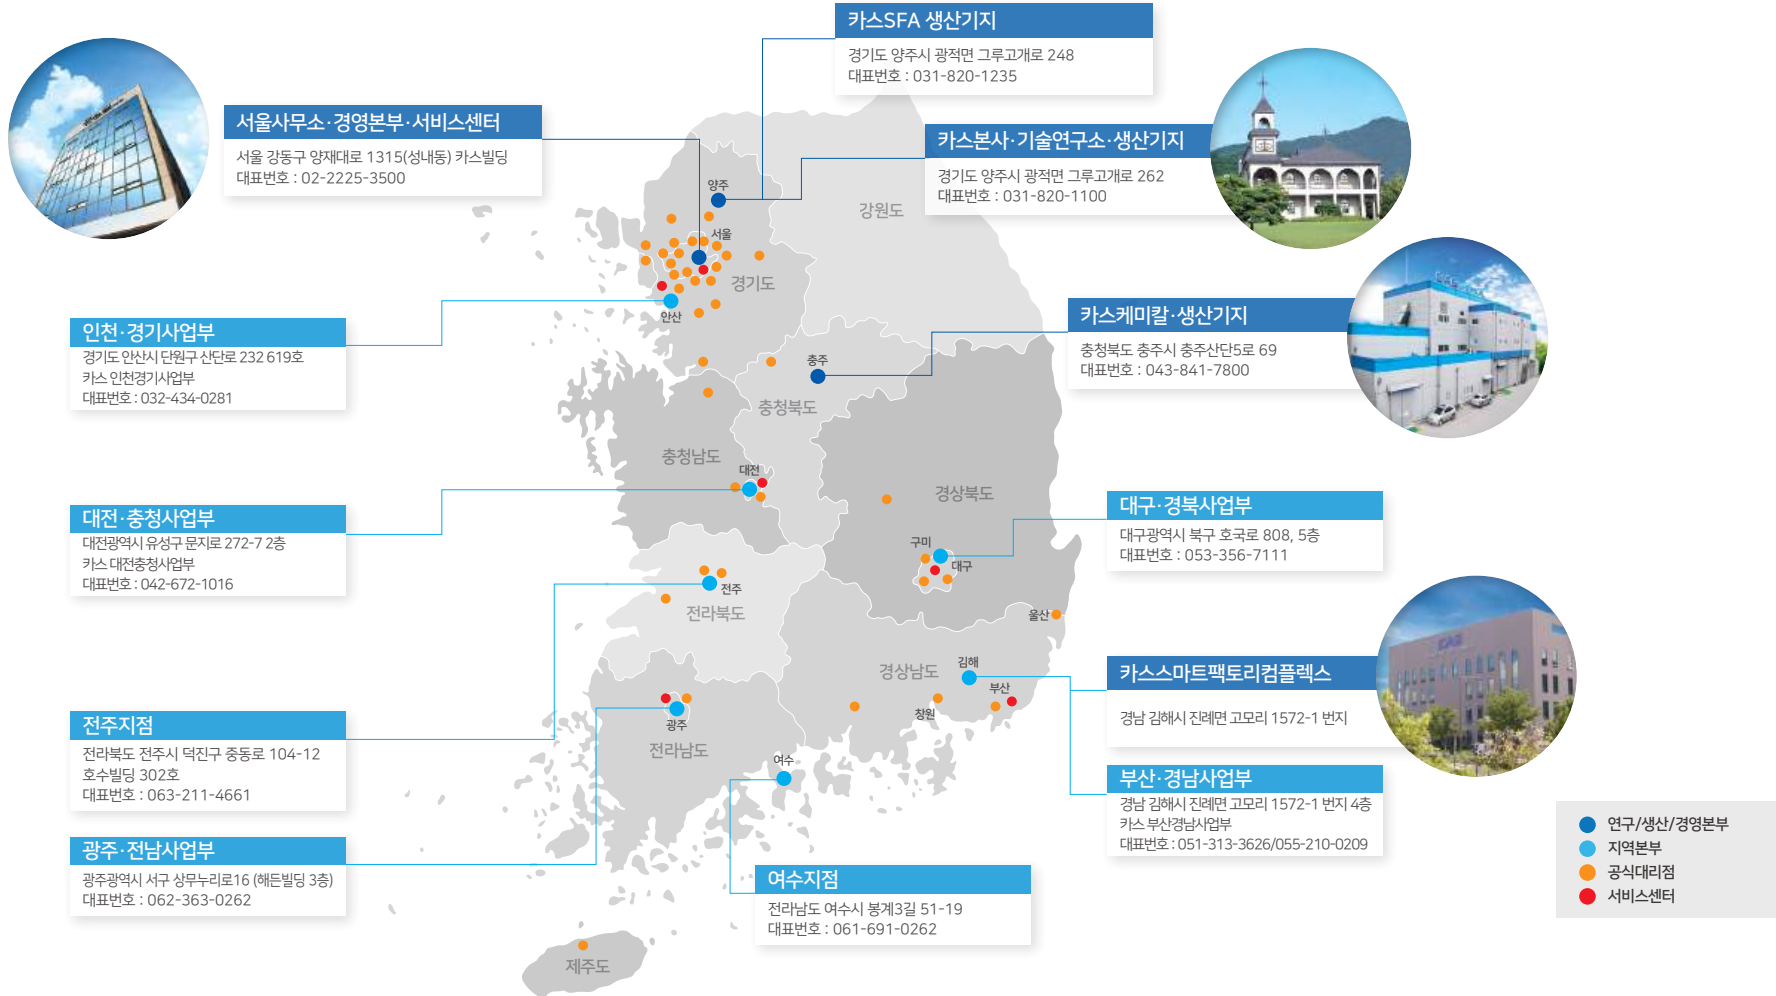 카스SFA 생산기지
경기도 양주시 광적면 그루고개로 248
대표번호 : 031-820-1235
서울사무소·경영본부·서비스센터
서울 강동구 양재대로 1315(성내동) 카스빌딩
대표번호 : 02-2225-3500
카스본사·기술연구소·생산기지
경기도 양주시 광적면 그루고개로 262
대표번호 : 031-820-1100
카스케미칼·생산기지
충청북도 충주시 충주산단5로 69
대표번호 : 043-841-7800
인천·경기사업부
경기도 안산시 단원구 산단로 232 619호
카스 인천경기사업부
대표번호 : 032-434-0281
대전·충청사업부
대전광역시 유성구 문지로 272-7 2층
카스 대전충청사업부
대표번호 : 042-672-1016
대구·경북사업부
대구광역시 북구 호국로 808, 5층
대표번호 : 053-356-7111
카스스마트팩토리컴플렉스
경남 김해시 진례면 고모리 1572-1 번지
전주지점
전라북도 전주시 덕진구 중동로 104-12
호수빌딩 302호
대표번호 : 063-211-4661
부산·경남사업부
경남 김해시 진례면 고모리 1572-1 번지 4층
카스 부산경남사업부
대표번호 : 051-313-3626/055-210-0209
광주·전남사업부
광주광역시 서구 상무누리로16 (해든빌딩 3층)
대표번호 : 062-363-0262
여수지점
전라남도 여수시 봉계3길 51-19
대표번호 : 061-691-0262
양주
강원도
서울
경기도
안산
충주
충청북도
충청남도
대전
경상북도
구미
대구
전주
전라북도
울산
경상남도
김해
부산
창원
광주
전라남도
여수
제주도
연구/생산/경영본부
지역본부
공식대리점
서비스센터